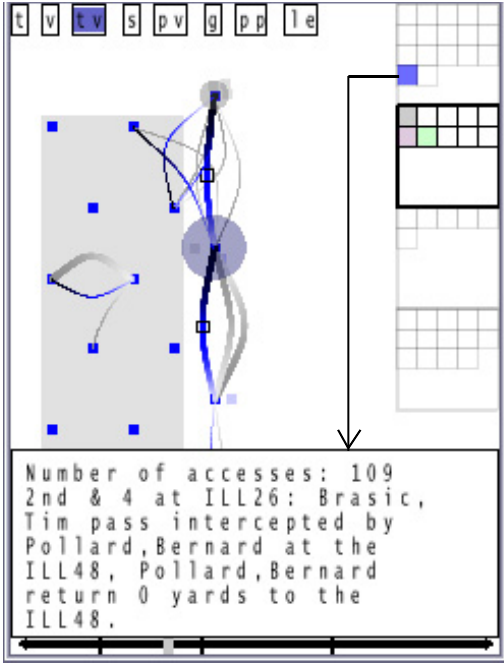 t v tv s pv g pp le
Number of accesses: 109
2nd & 4 at ILL26: Brasic,
Tim pass intercepted by
Pollard,Bernard at the
ILL48, Pollard,Bernard
return 0 yards to the
ILL48.